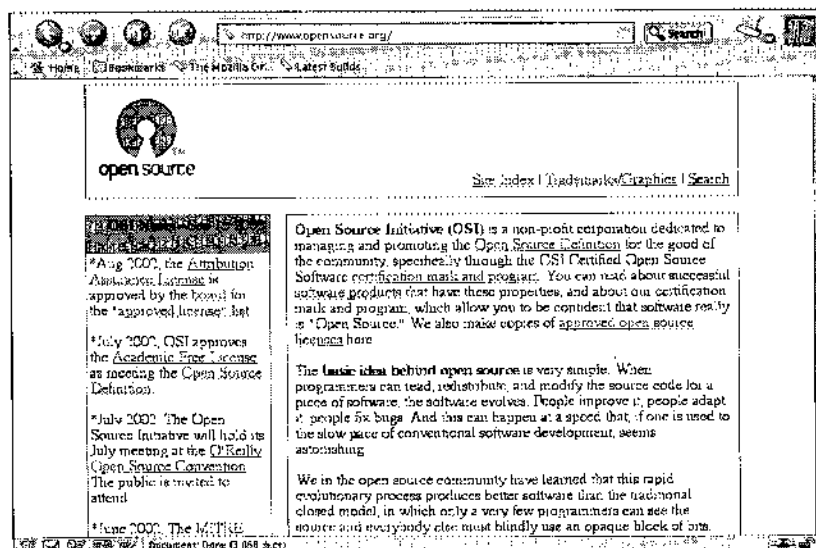 http://www.opensource.org/
Search
Home Bookmarks The Mozilla Or... Latest Builds
open source
Site Index | Trademarks/Graphics | Search
*Aug 2002, the Attribution
Assurance License is
approved by the board for
the "approved license" list
*July 2002, OSI approves
the Academic Free License
as meeting the Open Source
Definition.
*July 2002. The Open
Source Initiative will hold its
July meeting at the O'Reilly
Open Source Convention
The public is invited to
attend
*June 2002, The MITRE
Open Source Initiative (OSI) is a non-profit corporation dedicated to
managing and promoting the Open Source Definition for the good of
the community, specifically through the OSI Certified Open Source
Software certification mark and program. You can read about successful
software products that have these properties, and about our certification
mark and program, which allow you to be confident that software really
is "Open Source." We also make copies of approved open source
licenses here
The basic idea behind open source is very simple. When
programmers can read, redistribute, and modify the source code for a
piece of software, the software evolves. People improve it, people adapt
it, people fix bugs. And this can happen at a speed that, if one is used to
the slow pace of conventional software development, seems
astonishing
We in the open source community have learned that this rapid
evolutionary process produces better software than the traditional
closed model, in which only a very few programmers can see the
source and everybody else must blindly use an opaque block of bits.
Document: Done